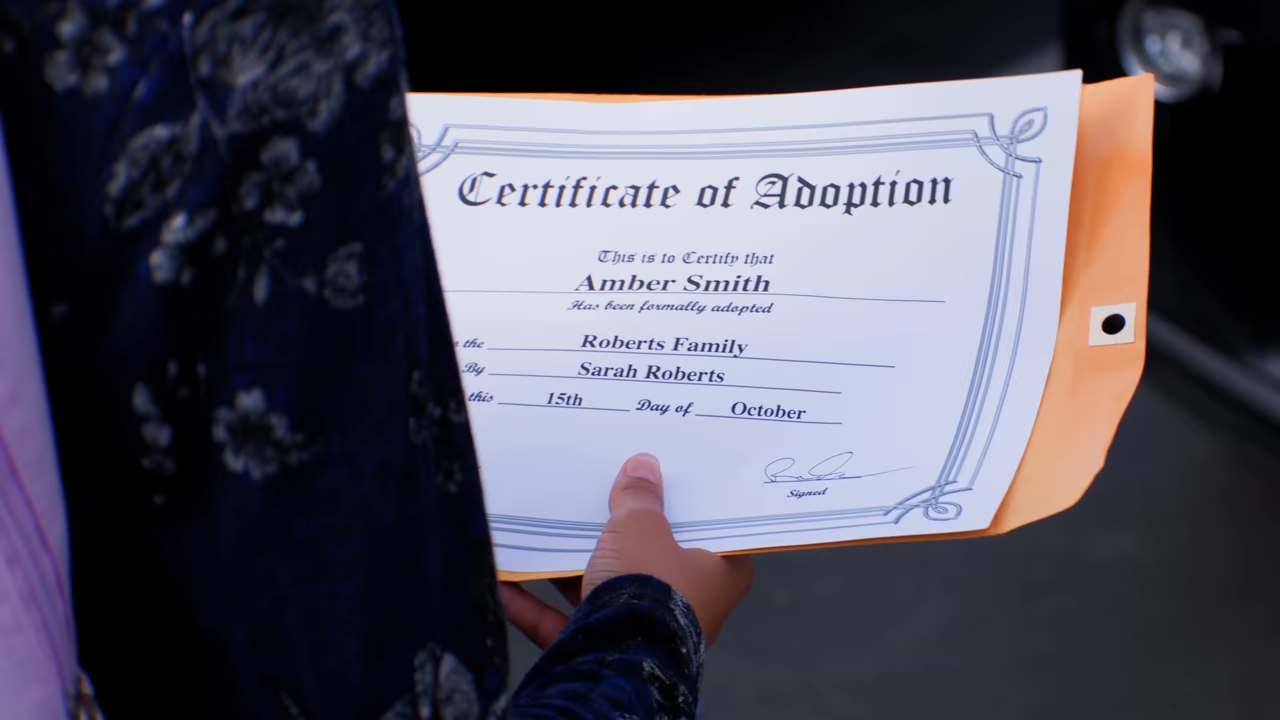 Certificate of Adoption
This is to Certify that
Amber Smith
Has been formally adopted
the Roberts Family
By Sarah Roberts
this 15th Day of October
Signed